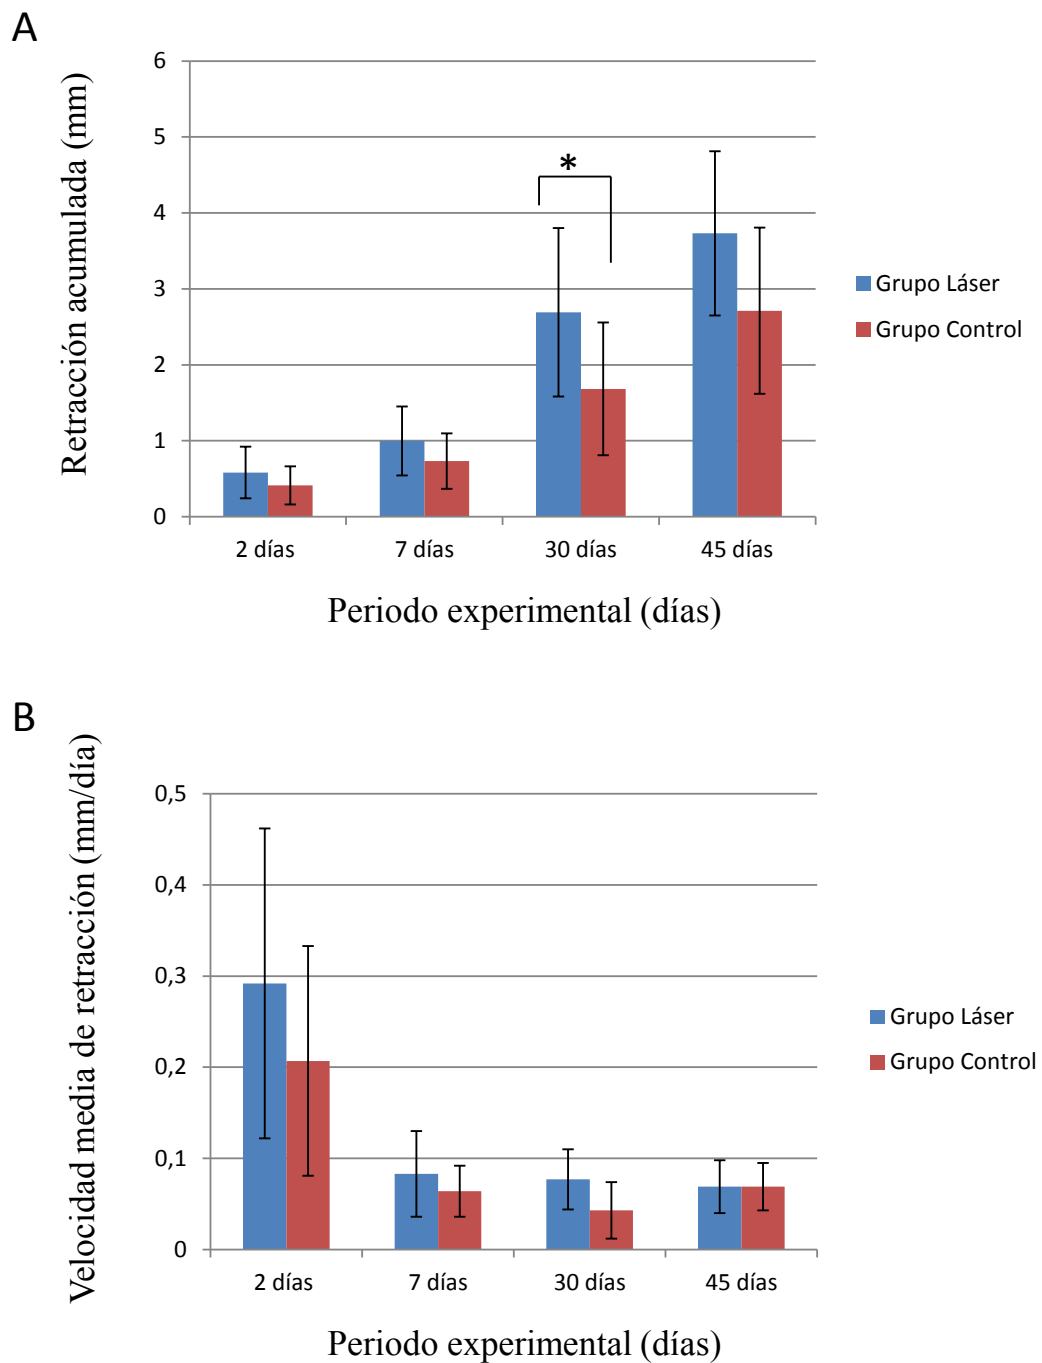 A
Retracción acumulada (mm)
6
5
4
3
2
1
0
*
2 días
7 días
30 días
45 días
Periodo experimental (días)
Grupo Láser
Grupo Control
B
Velocidad media de retracción (mm/día)
0,5
0,4
0,3
0,2
0,1
0
2 días
7 días
30 días
45 días
Periodo experimental (días)
Grupo Láser
Grupo Control